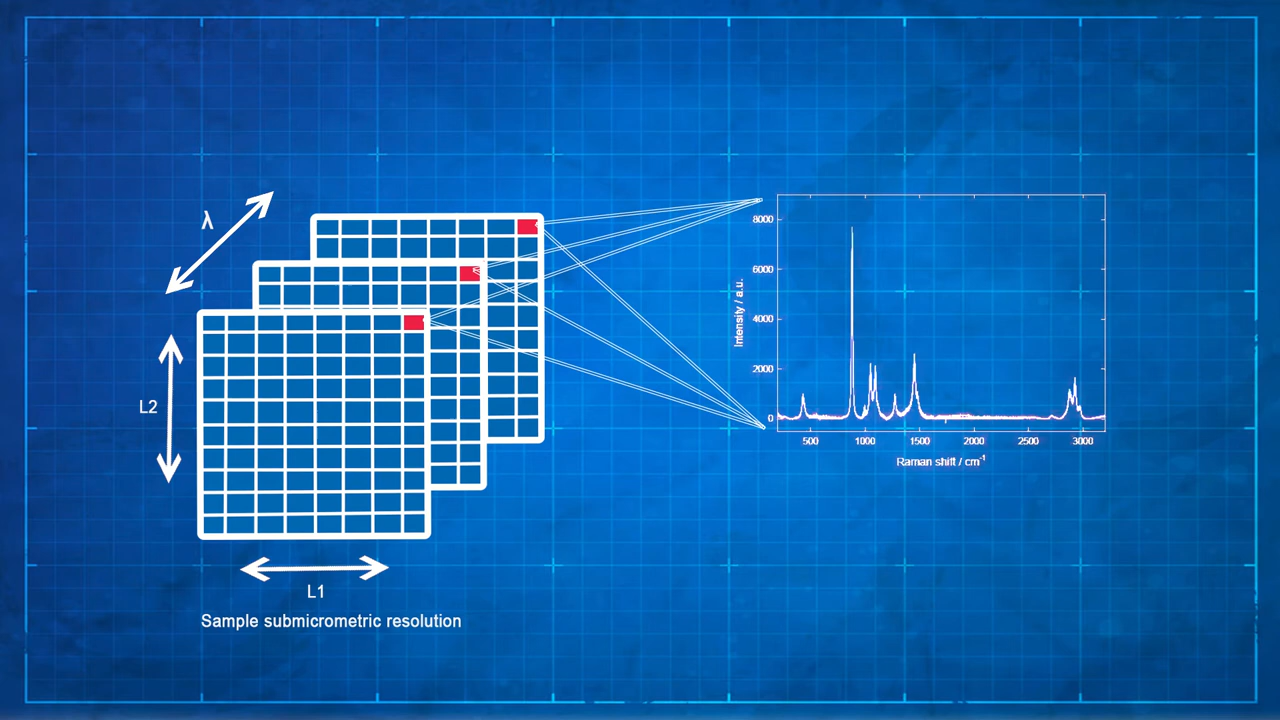 λ
L2
L1
Sample submicrometric resolution
Intensity / a.u.
8000
6000
4000
2000
0
500 1000 1500 2000 2500 3000
Raman shift / cm⁻¹